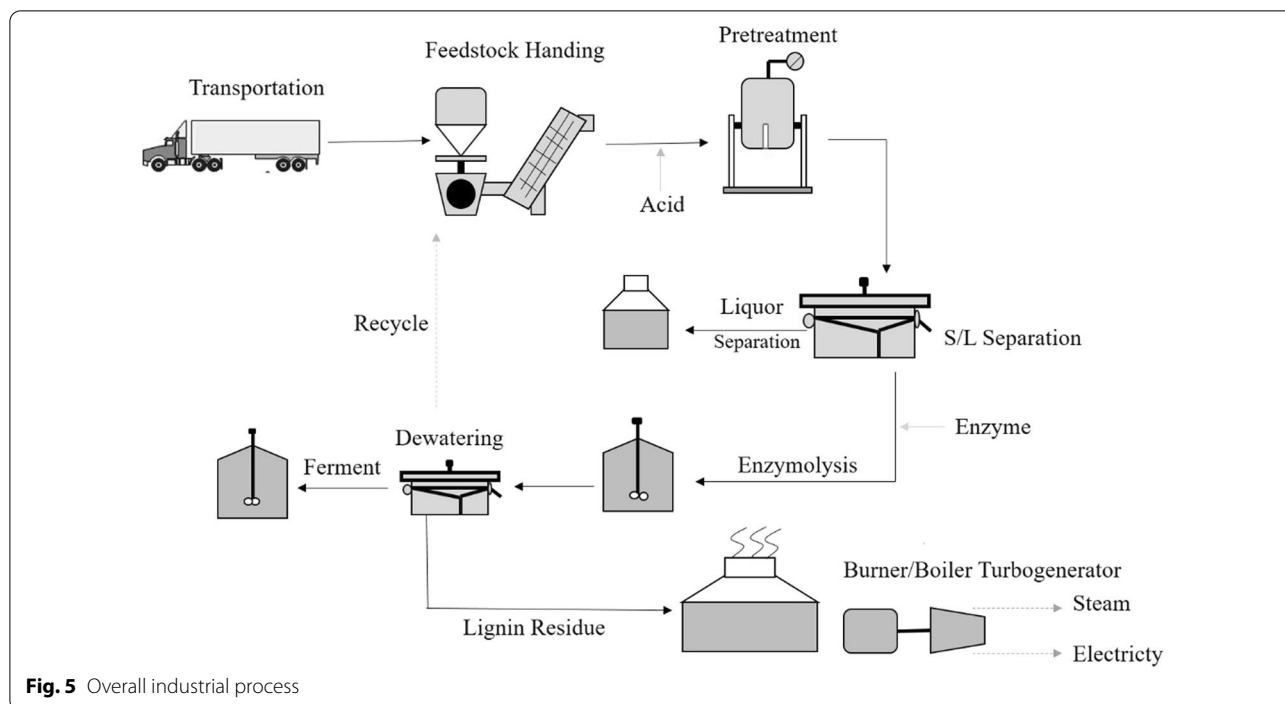 Pretreatment
Feedstock Handing
Transportation
Acid
Recycle
Liquor
Separation
S/L Separation
Enzyme
Dewatering
Ferment
Enzymolysis
Burner/Boiler Turbogenerator
Steam
Lignin Residue
Electricty
Fig. 5 Overall industrial process